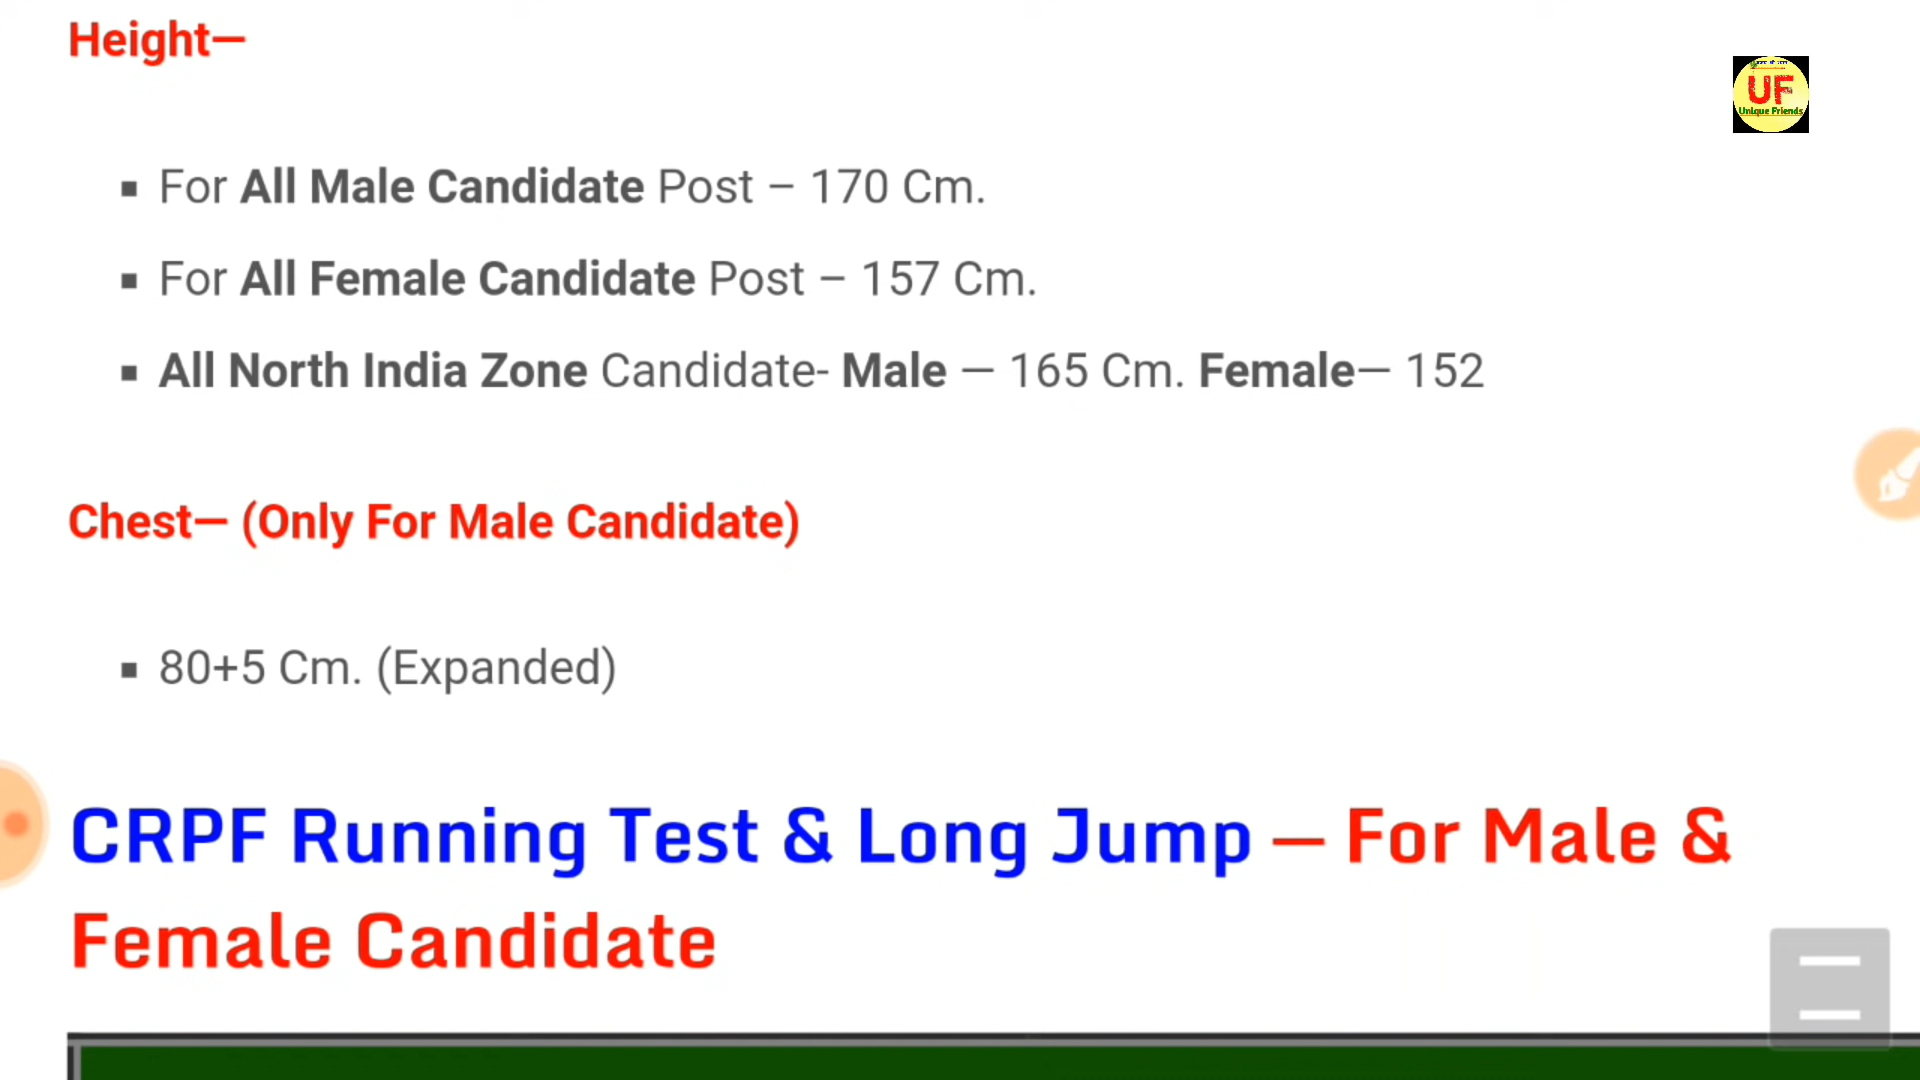 Height—
UF
Unique Friends
▪ For All Male Candidate Post – 170 Cm.
▪ For All Female Candidate Post – 157 Cm.
▪ All North India Zone Candidate- Male — 165 Cm. Female— 152
Chest— (Only For Male Candidate)
▪ 80+5 Cm. (Expanded)
CRPF Running Test & Long Jump — For Male &
Female Candidate